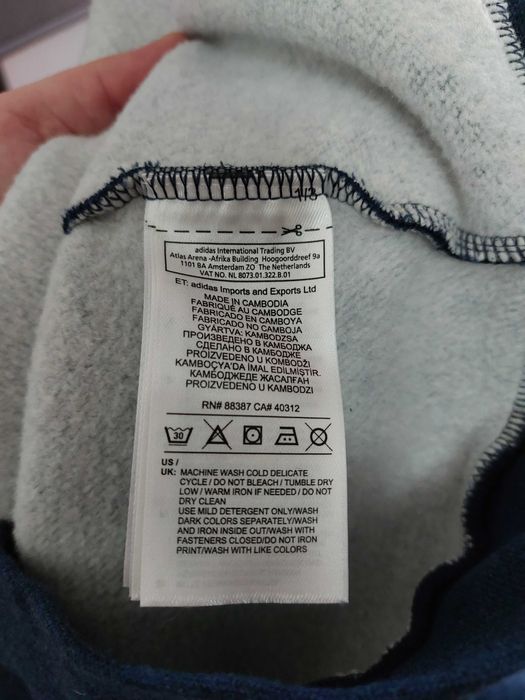 1/3
adidas International Trading BV
Atlas Arena -Afrika Building Hoogoorddreef 9a
1101 BA Amsterdam ZO The Netherlands
VAT NO. NL 8073.01.322.B.01
ET: adidas Imports and Exports Ltd
MADE IN CAMBODIA
FABRIQUÉ AU CAMBODGE
FABRICADO EN CAMBOYA
FABRICADO NO CAMBOJA
GYÁRTVA: KAMBODZSA
ПРОИЗВЕДЕНО В КАМБОДЖА
СДЕЛАНО В КАМБОДЖЕ
PROIZVEDENO U KOMBODŽI
KAMBOÇYA'DA İMAL EDİLMİŞTİR.
КАМБОДЖЕДЕ ЖАСАЛҒАН
PROIZVEDENO U KAMBODZI
RN# 88387 CA# 40312
30
US /
UK: MACHINE WASH COLD DELICATE
CYCLE / DO NOT BLEACH / TUMBLE DRY
LOW / WARM IRON IF NEEDED / DO NOT
DRY CLEAN
USE MILD DETERGENT ONLY/WASH
DARK COLORS SEPARATELY/WASH
AND IRON INSIDE OUT/WASH WITH
FASTENERS CLOSED/DO NOT IRON
PRINT/WASH WITH LIKE COLORS